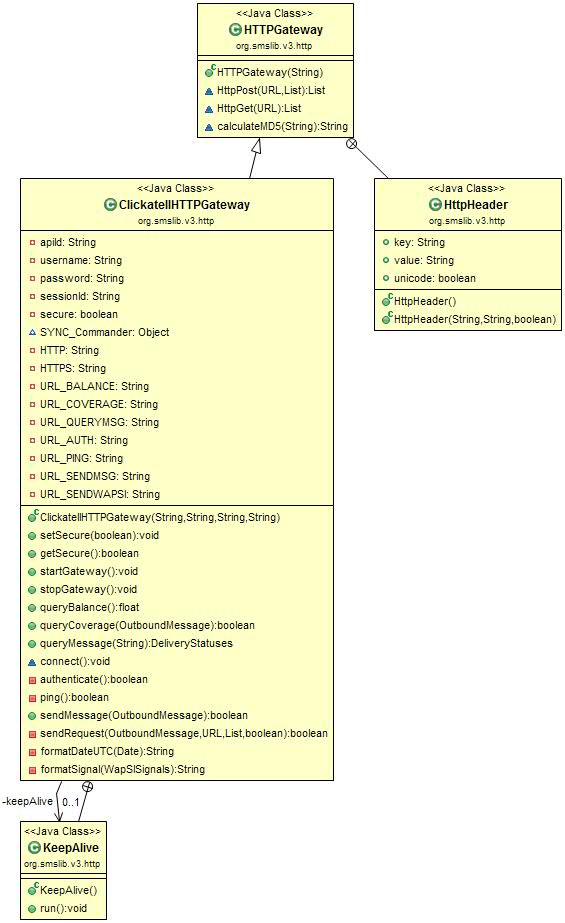 <<Java Class>>
HTTPGateway
org.smslib.v3.http
HTTPGateway(String)
HttpPost(URL,List):List
HttpGet(URL):List
calculateMD5(String):String
<<Java Class>>
ClickatellHTTPGateway
org.smslib.v3.http
apiId: String
username: String
password: String
sessionId: String
secure: boolean
SYNC_Commander: Object
HTTP: String
HTTPS: String
URL_BALANCE: String
URL_COVERAGE: String
URL_QUERYMSG: String
URL_AUTH: String
URL_PING: String
URL_SENDMSG: String
URL_SENDWAPSI: String
ClickatellHTTPGateway(String,String,String,String)
setSecure(boolean):void
getSecure():boolean
startGateway():void
stopGateway():void
queryBalance():float
queryCoverage(OutboundMessage):boolean
queryMessage(String):DeliveryStatuses
connect():void
authenticate():boolean
ping():boolean
sendMessage(OutboundMessage):boolean
sendRequest(OutboundMessage,URL,List,boolean):boolean
formatDateUTC(Date):String
formatSignal(WapSISignals):String
<<Java Class>>
HttpHeader
org.smslib.v3.http
key: String
value: String
unicode: boolean
HttpHeader()
HttpHeader(String,String,boolean)
-keepAlive 0..1
<<Java Class>>
KeepAlive
org.smslib.v3.http
KeepAlive()
run():void